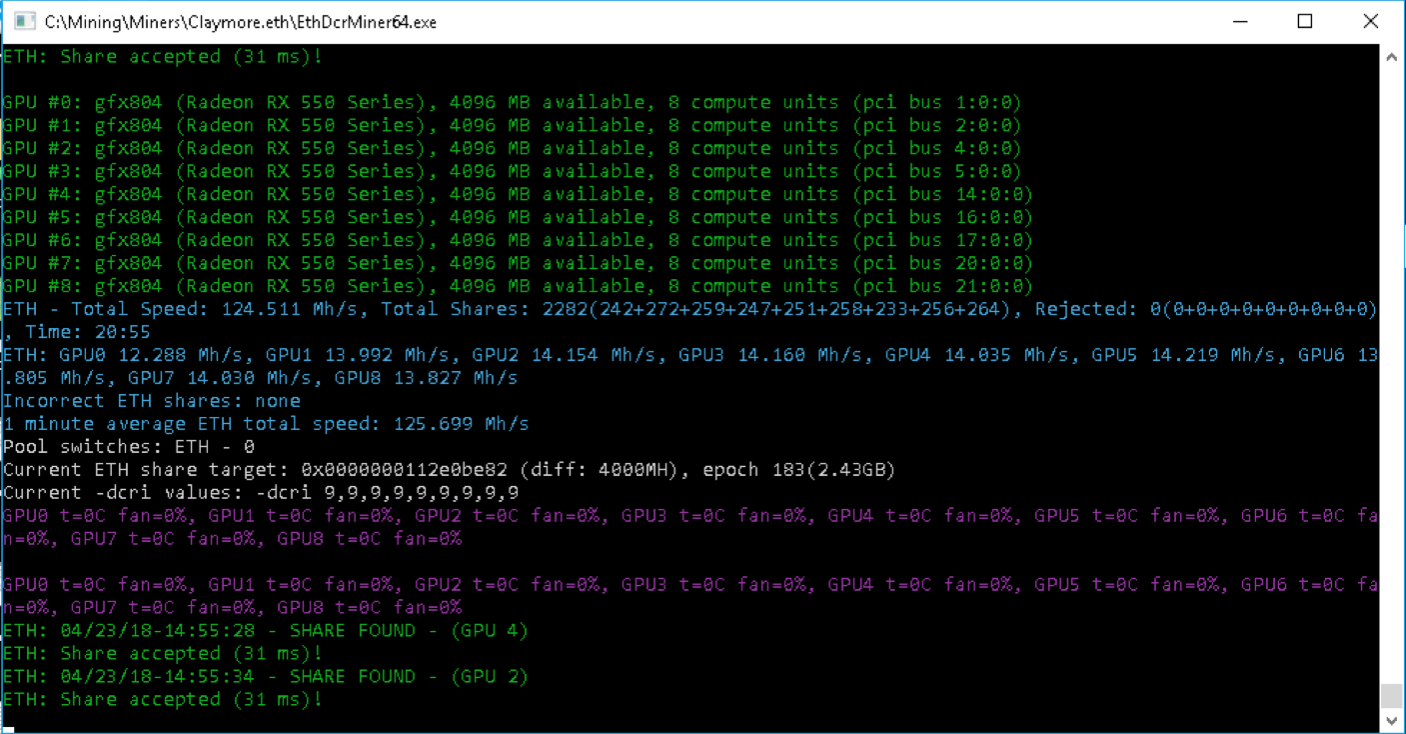 C:\Mining\Miners\Claymore.eth\EthDcrMiner64.exe
ETH: Share accepted (31 ms)!
GPU #0: gfx804 (Radeon RX 550 Series), 4096 MB available, 8 compute units (pci bus 1:0:0)
GPU #1: gfx804 (Radeon RX 550 Series), 4096 MB available, 8 compute units (pci bus 2:0:0)
GPU #2: gfx804 (Radeon RX 550 Series), 4096 MB available, 8 compute units (pci bus 4:0:0)
GPU #3: gfx804 (Radeon RX 550 Series), 4096 MB available, 8 compute units (pci bus 5:0:0)
GPU #4: gfx804 (Radeon RX 550 Series), 4096 MB available, 8 compute units (pci bus 14:0:0)
GPU #5: gfx804 (Radeon RX 550 Series), 4096 MB available, 8 compute units (pci bus 16:0:0)
GPU #6: gfx804 (Radeon RX 550 Series), 4096 MB available, 8 compute units (pci bus 17:0:0)
GPU #7: gfx804 (Radeon RX 550 Series), 4096 MB available, 8 compute units (pci bus 20:0:0)
GPU #8: gfx804 (Radeon RX 550 Series), 4096 MB available, 8 compute units (pci bus 21:0:0)
ETH - Total Speed: 124.511 Mh/s, Total Shares: 2282(242+272+259+247+251+258+233+256+264), Rejected: 0(0+0+0+0+0+0+0+0+0)
, Time: 20:55
ETH: GPU0 12.288 Mh/s, GPU1 13.992 Mh/s, GPU2 14.154 Mh/s, GPU3 14.160 Mh/s, GPU4 14.035 Mh/s, GPU5 14.219 Mh/s, GPU6 13
.805 Mh/s, GPU7 14.030 Mh/s, GPU8 13.827 Mh/s
Incorrect ETH shares: none
1 minute average ETH total speed: 125.699 Mh/s
Pool switches: ETH - 0
Current ETH share target: 0x0000000112e0be82 (diff: 4000MH), epoch 183(2.43GB)
Current -dcri values: -dcri 9,9,9,9,9,9,9,9,9
GPU0 t=0C fan=0%, GPU1 t=0C fan=0%, GPU2 t=0C fan=0%, GPU3 t=0C fan=0%, GPU4 t=0C fan=0%, GPU5 t=0C fan=0%, GPU6 t=0C fa
n=0%, GPU7 t=0C fan=0%, GPU8 t=0C fan=0%
GPU0 t=0C fan=0%, GPU1 t=0C fan=0%, GPU2 t=0C fan=0%, GPU3 t=0C fan=0%, GPU4 t=0C fan=0%, GPU5 t=0C fan=0%, GPU6 t=0C fa
n=0%, GPU7 t=0C fan=0%, GPU8 t=0C fan=0%
ETH: 04/23/18-14:55:28 - SHARE FOUND - (GPU 4)
ETH: Share accepted (31 ms)!
ETH: 04/23/18-14:55:34 - SHARE FOUND - (GPU 2)
ETH: Share accepted (31 ms)!